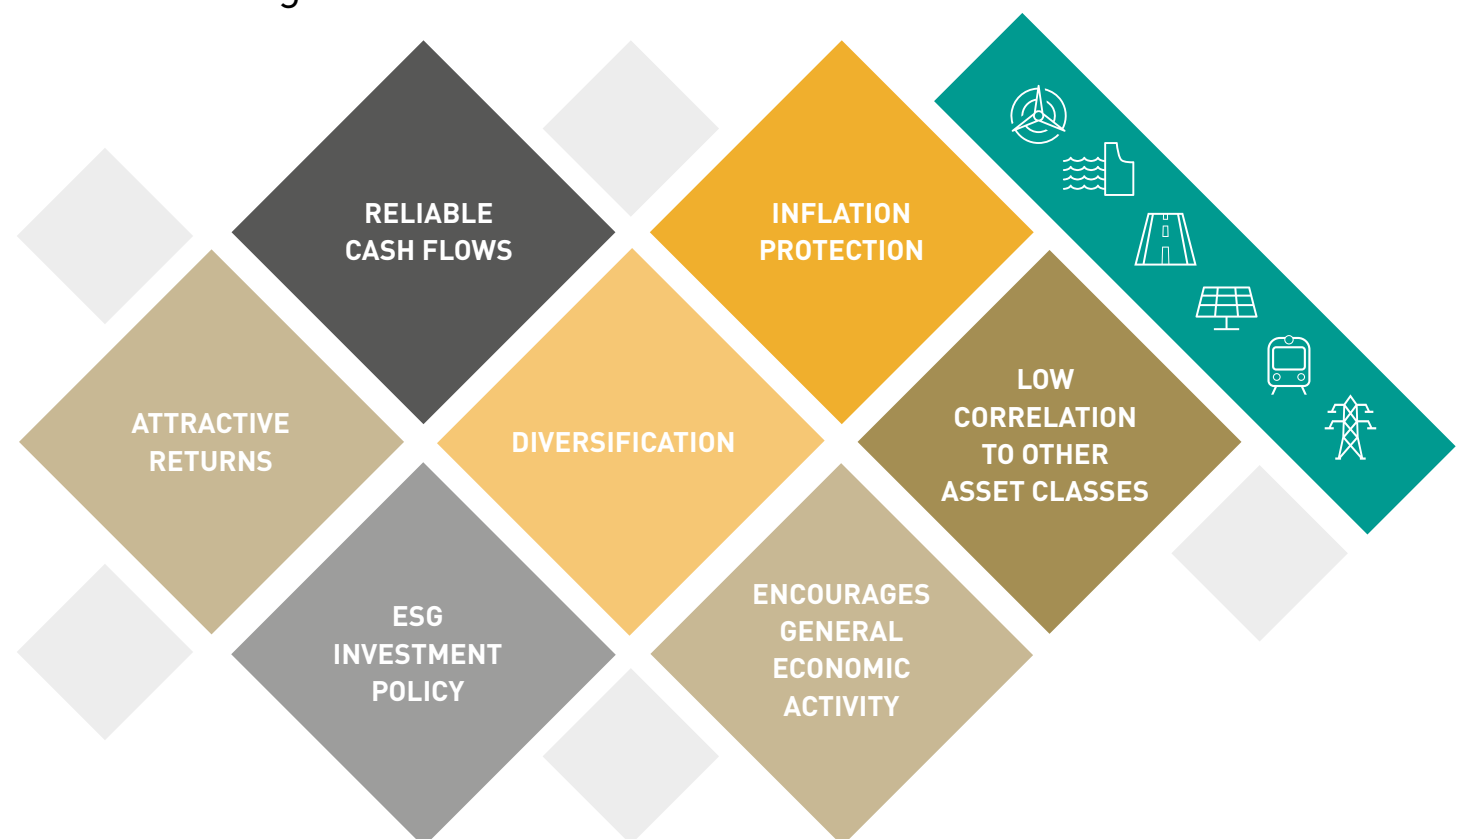 RELIABLE
CASH FLOWS
INFLATION
PROTECTION
ATTRACTIVE
RETURNS
DIVERSIFICATION
LOW
CORRELATION
TO OTHER
ASSET CLASSES
ESG
INVESTMENT
POLICY
ENCOURAGES
GENERAL
ECONOMIC
ACTIVITY